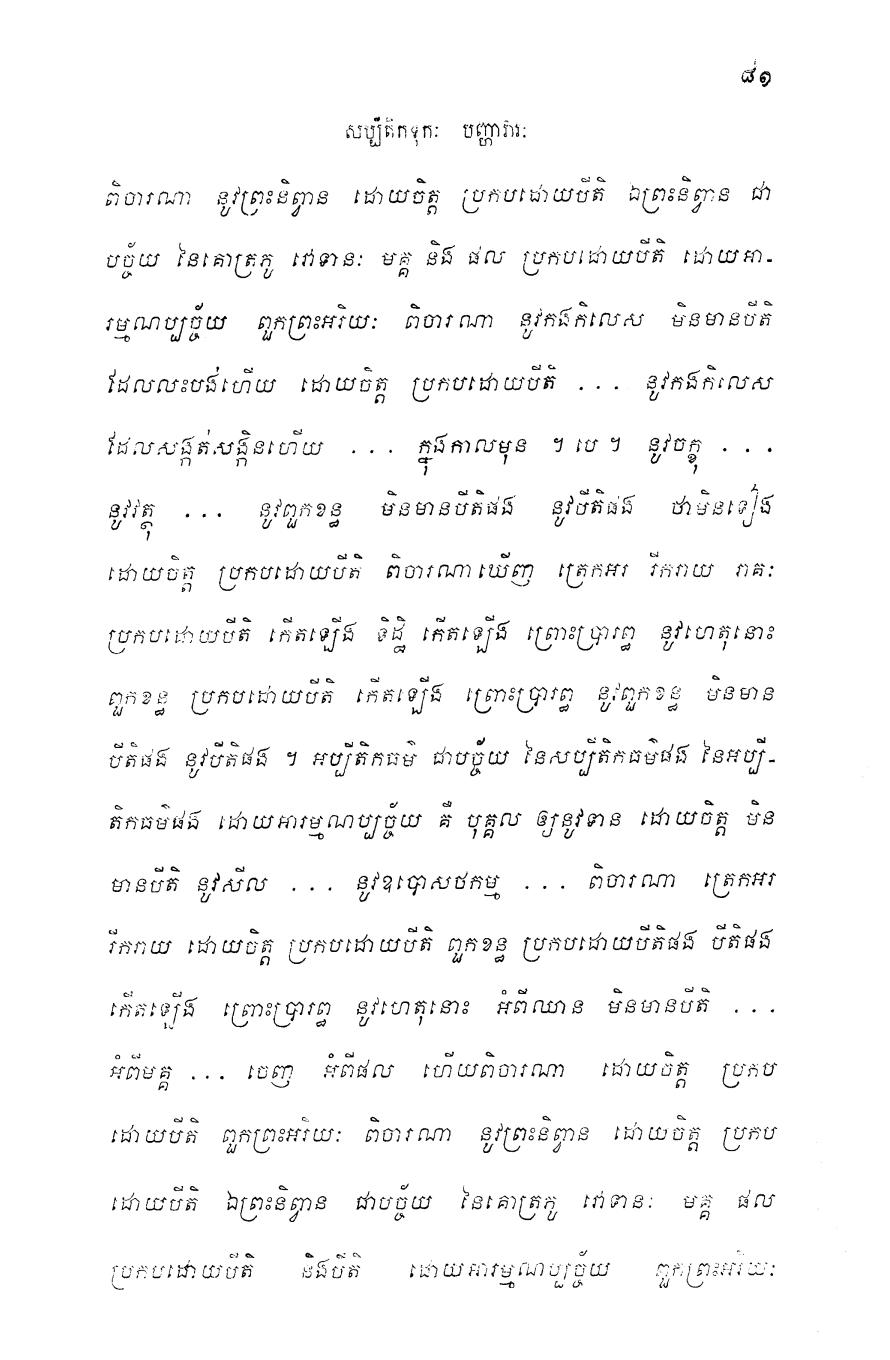 ៨១
សប្បីតិកទុកៈ បញ្ហាវារៈ
ពិចារណា នូវព្រះនិព្វាន ដោយចិត្ត ប្រកបដោយបីតិ ឯព្រះនិព្វាន ជា
បច្ច័យ នៃគោត្រភូ វោទានៈ មគ្គ និង ផល ប្រកបដោយបីតិ ដោយអា-
រម្មណប្បច្ច័យ ពួកព្រះអរិយៈ ពិចារណា នូវកងកិលេស មិនមានបីតិ
ដែលលះបង់ហើយ ដោយចិត្ត ប្រកបដោយបីតិ ... នូវកងកិលេស
ដែលសង្កត់សង្កិនហើយ ... ក្នុងកាលមុន ។ បេ ។ នូវចក្ខុ ...
នូវវត្ថុ ... នូវពួកខន្ធ មិនមានបីតិផង នូវបីតិផង ថាមិនទៀង
ដោយចិត្ត ប្រកបដោយបីតិ ពិចារណាឃើញ ត្រេកអរ រីករាយ រាគៈ
ប្រកបដោយបីតិ កើតឡើង ទិដ្ឋិ កើតឡើង ព្រោះប្រារព្ធ នូវហេតុនោះ
ពួកខន្ធ ប្រកបដោយបីតិ កើតឡើង ព្រោះប្រារព្ធ នូវពួកខន្ធ មិនមាន
បីតិផង នូវបីតិផង ។ អប្បីតិកធម៌ ជាបច្ច័យ នៃសប្បីតិកធម៌ផង នៃអប្បី-
តិកធម៌ផង ដោយអារម្មណប្បច្ច័យ គឺ បុគ្គល ឲ្យនូវទាន ដោយចិត្ត មិន
មានបីតិ នូវសីល ... នូវឧបោសថកម្ម ... ពិចារណា ត្រេកអរ
រីករាយ ដោយចិត្ត ប្រកបដោយបីតិ ពួកខន្ធ ប្រកបដោយបីតិផង បីតិផង
កើតឡើង ព្រោះប្រារព្ធ នូវហេតុនោះ អំពីឈាន មិនមានបីតិ ...
អំពីមគ្គ ... ចេញ អំពីផល ហើយពិចារណា ដោយចិត្ត ប្រកប
ដោយបីតិ ពួកព្រះអរិយៈ ពិចារណា នូវព្រះនិព្វាន ដោយចិត្ត ប្រកប
ដោយបីតិ ឯព្រះនិព្វាន ជាបច្ច័យ នៃគោត្រភូ វោទានៈ មគ្គ ផល
ប្រកបដោយបីតិ និងបីតិ ដោយអារម្មណប្បច្ច័យ ពួកព្រះអរិយៈ